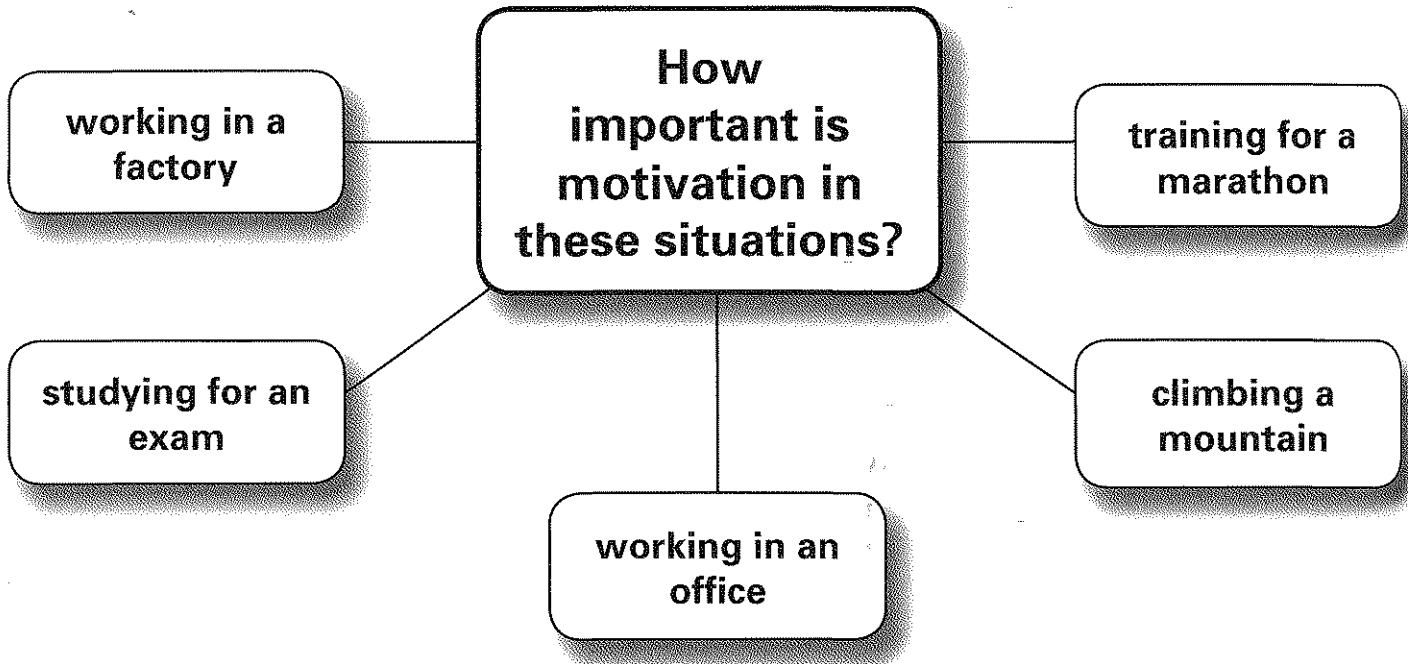 How
important is
motivation in
these situations?
working in a
factory
training for a
marathon
studying for an
exam
climbing a
mountain
working in an
office